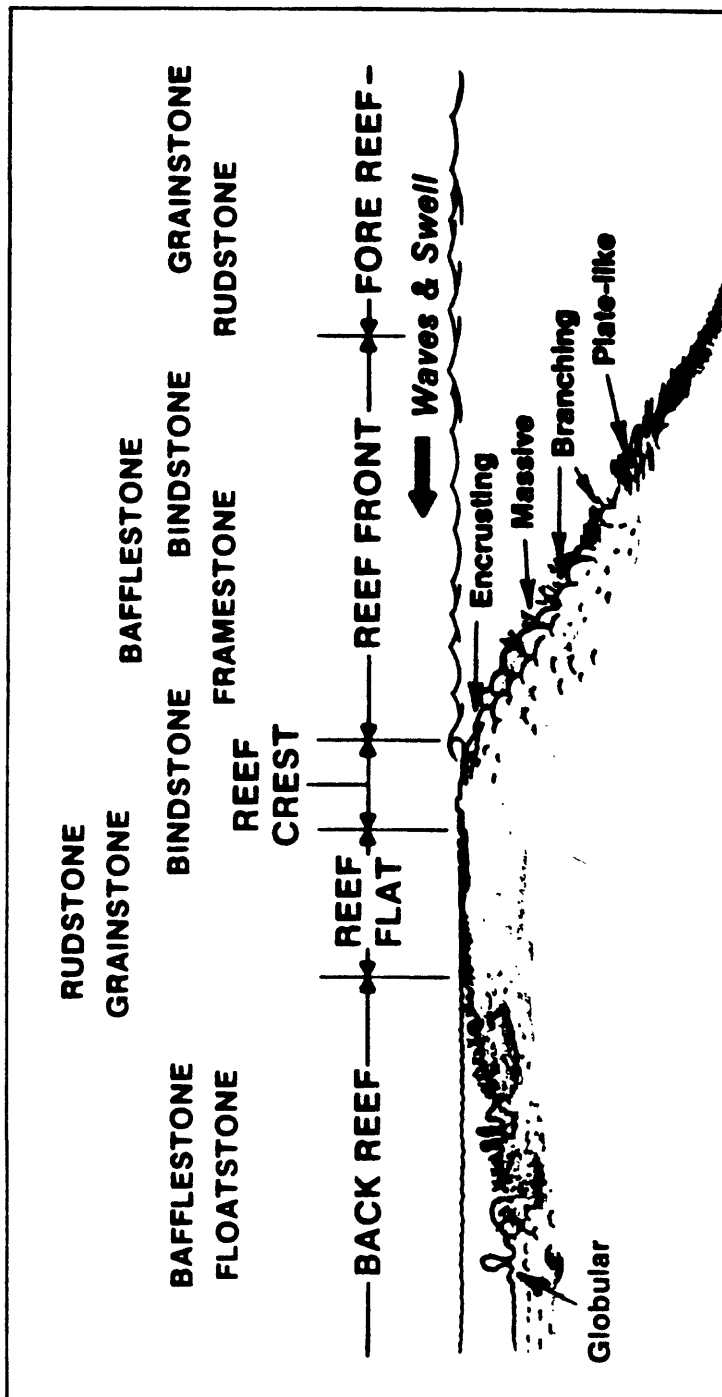 RUDSTONE
GRAINSTONE
BAFFLESTONE
FLOATSTONE
BINDSTONE
BAFFLESTONE
BINDSTONE
FRAMESTONE
GRAINSTONE
RUDSTONE
BACK REEF
REEF
FLAT
REEF
CREST
REEF FRONT
FORE REEF
Waves & Swell
Encrusting
Massive
Branching
Plate-like
Globular